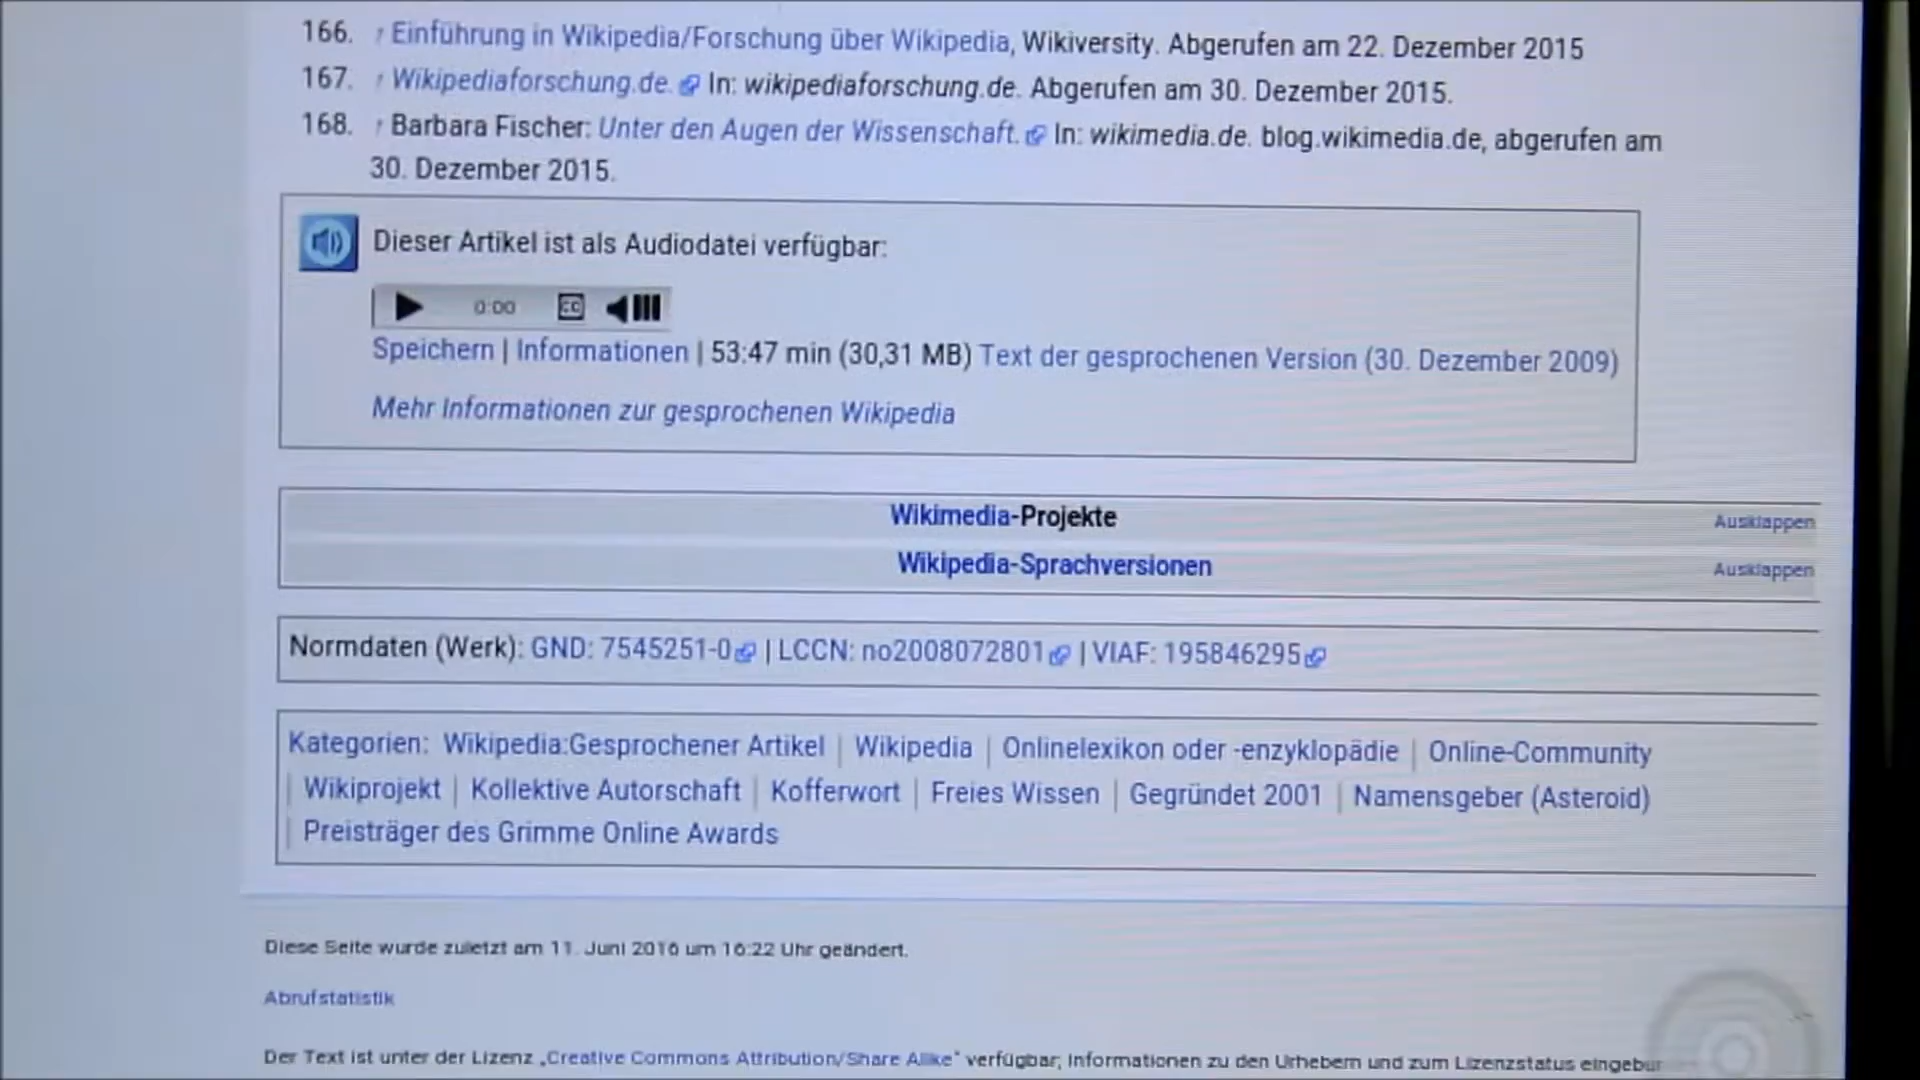 166. ↑ Einführung in Wikipedia/Forschung über Wikipedia, Wikiversity. Abgerufen am 22. Dezember 2015
167. ↑ Wikipediaforschung.de. In: wikipediaforschung.de. Abgerufen am 30. Dezember 2015.
168. ↑ Barbara Fischer: Unter den Augen der Wissenschaft. In: wikimedia.de. blog.wikimedia.de, abgerufen am
30. Dezember 2015.
Dieser Artikel ist als Audiodatei verfügbar:
0:00 CC
Speichern | Informationen | 53:47 min (30,31 MB) Text der gesprochenen Version (30. Dezember 2009)
Mehr Informationen zur gesprochenen Wikipedia
Wikimedia-Projekte Ausklappen
Wikipedia-Sprachversionen Ausklappen
Normdaten (Werk): GND: 7545251-0 | LCCN: no2008072801 | VIAF: 195846295
Kategorien: Wikipedia:Gesprochener Artikel | Wikipedia | Onlinelexikon oder -enzyklopädie | Online-Community
| Wikiprojekt | Kollektive Autorschaft | Kofferwort | Freies Wissen | Gegründet 2001 | Namensgeber (Asteroid)
| Preisträger des Grimme Online Awards
Diese Seite wurde zuletzt am 11. Juni 2016 um 16:22 Uhr geändert.
Abrufstatistik
Der Text ist unter der Lizenz „Creative Commons Attribution/Share Alike“ verfügbar; Informationen zu den Urhebern und zum Lizenzstatus